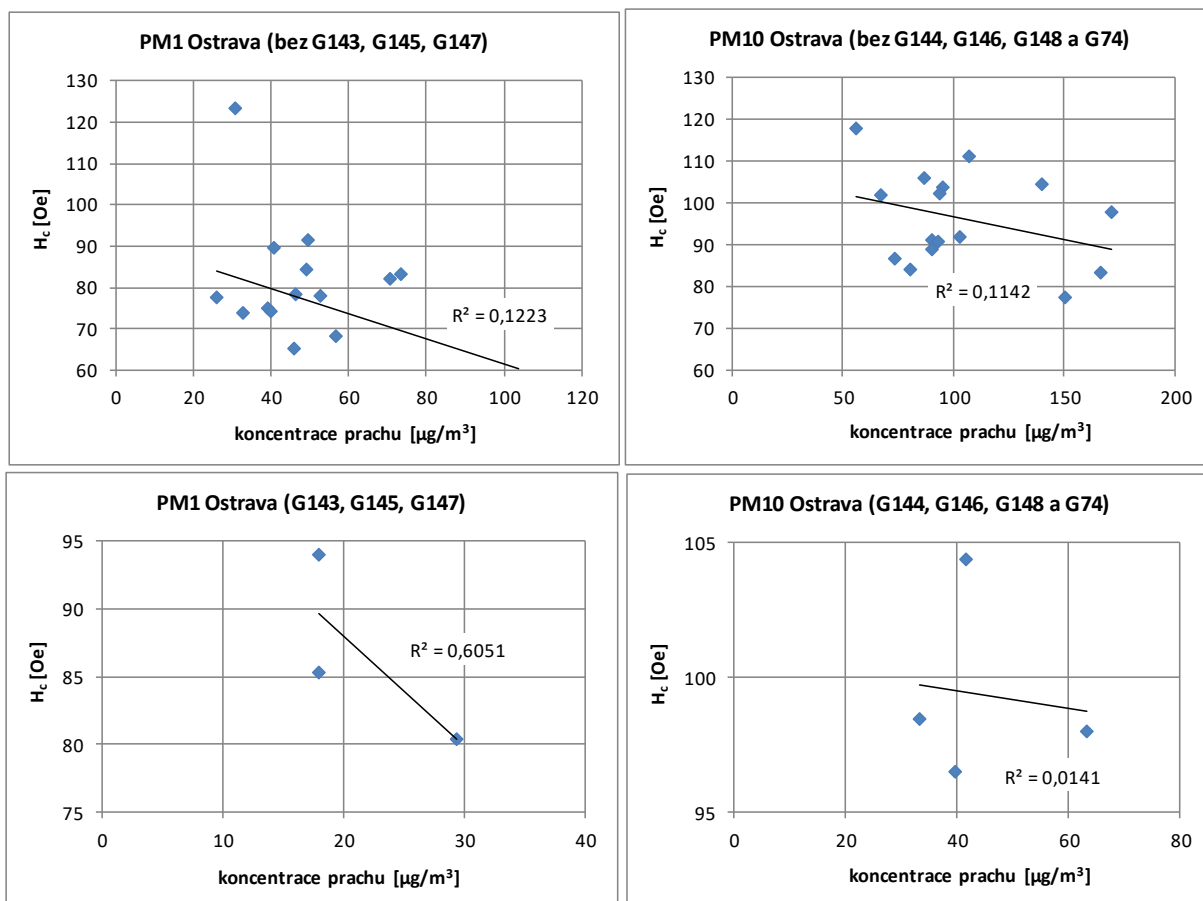 PM1 Ostrava (bez G143, G145, G147)
130
120
110
100
90
80
70
60
H_c [Oe]
R² = 0,1223
0 20 40 60 80 100 120
koncentrace prachu [µg/m³]
PM10 Ostrava (bez G144, G146, G148 a G74)
130
120
110
100
90
80
70
60
H_c [Oe]
R² = 0,1142
0 50 100 150 200
koncentrace prachu [µg/m³]
PM1 Ostrava (G143, G145, G147)
95
90
85
80
75
H_c [Oe]
R² = 0,6051
0 10 20 30 40
koncentrace prachu [µg/m³]
PM10 Ostrava (G144, G146, G148 a G74)
105
100
95
H_c [Oe]
R² = 0,0141
0 20 40 60 80
koncentrace prachu [µg/m³]